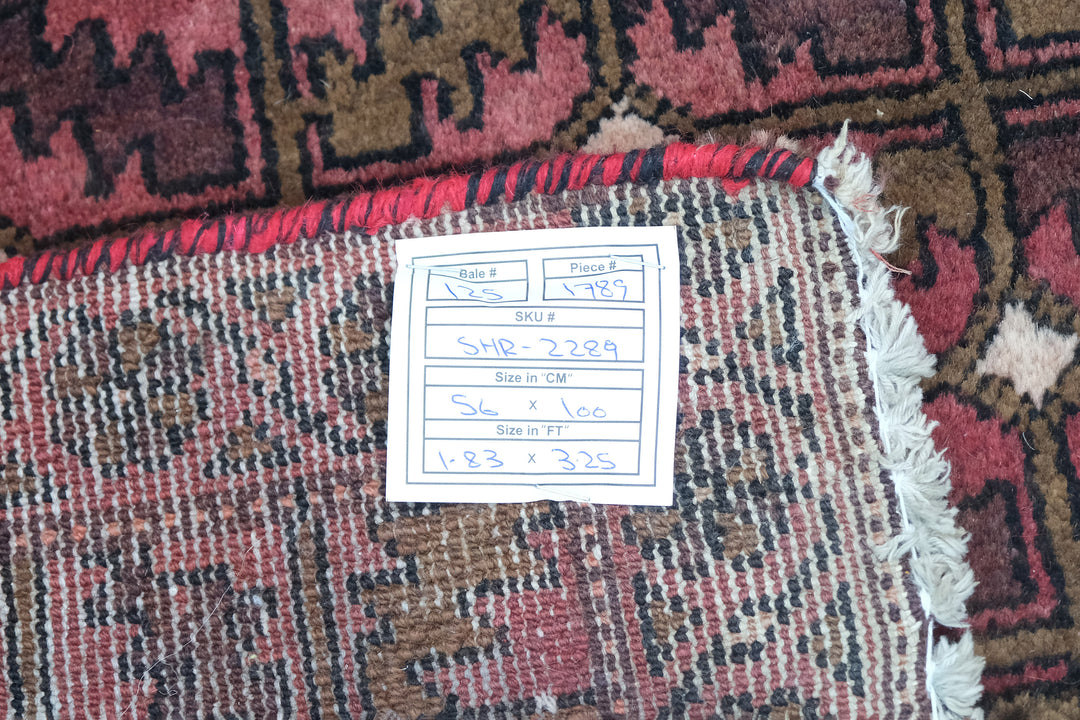 Bale # Piece #
125 1789
SKU #
SHR-2289
Size in "CM"
56 x 100
Size in "FT"
1.83 x 3.25